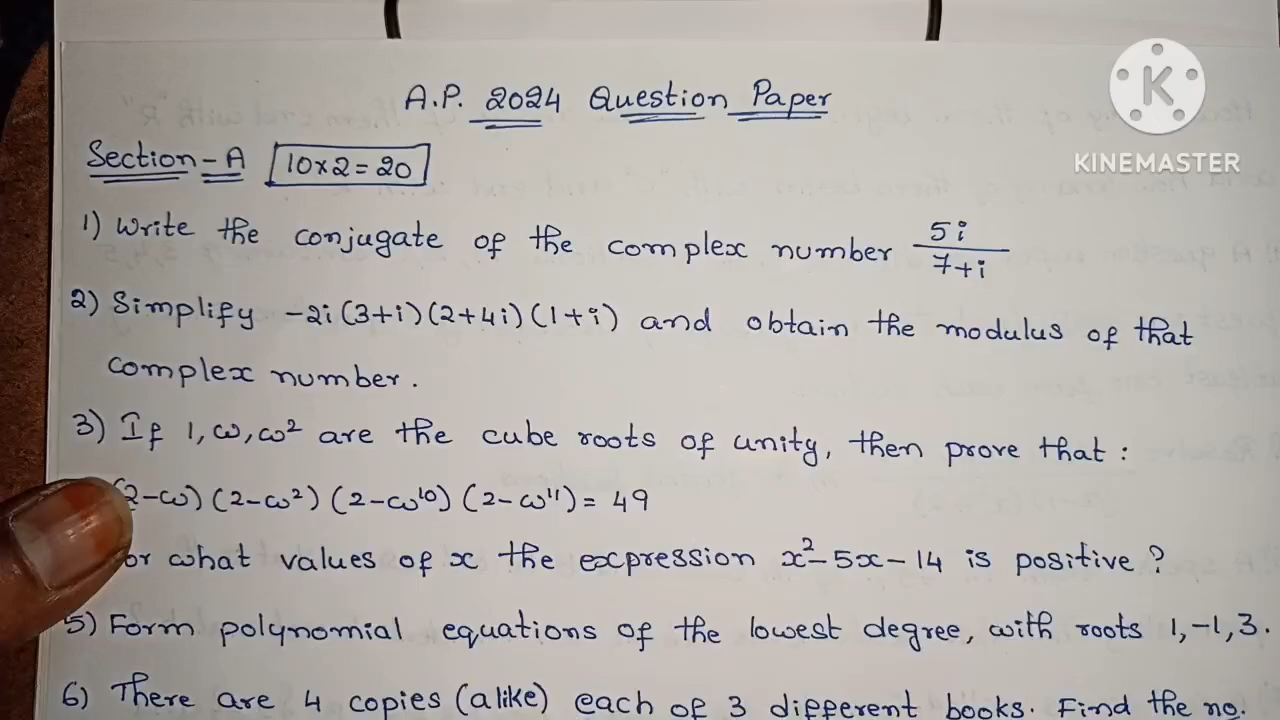 A.P. 2024 Question Paper
KINEMASTER
Section-A 10×2=20
1) Write the conjugate of the complex number 5i/7+i
2) Simplify -2i(3+i)(2+4i)(1+i) and obtain the modulus of that
complex number.
3) If 1, ω, ω² are the cube roots of unity, then prove that :
(2-ω)(2-ω²)(2-ω¹⁰)(2-ω¹¹) = 49
or what values of x the expression x²-5x-14 is positive?
5) Form polynomial equations of the lowest degree, with roots 1,-1,3.
6) There are 4 copies (alike) each of 3 different books. Find the no.